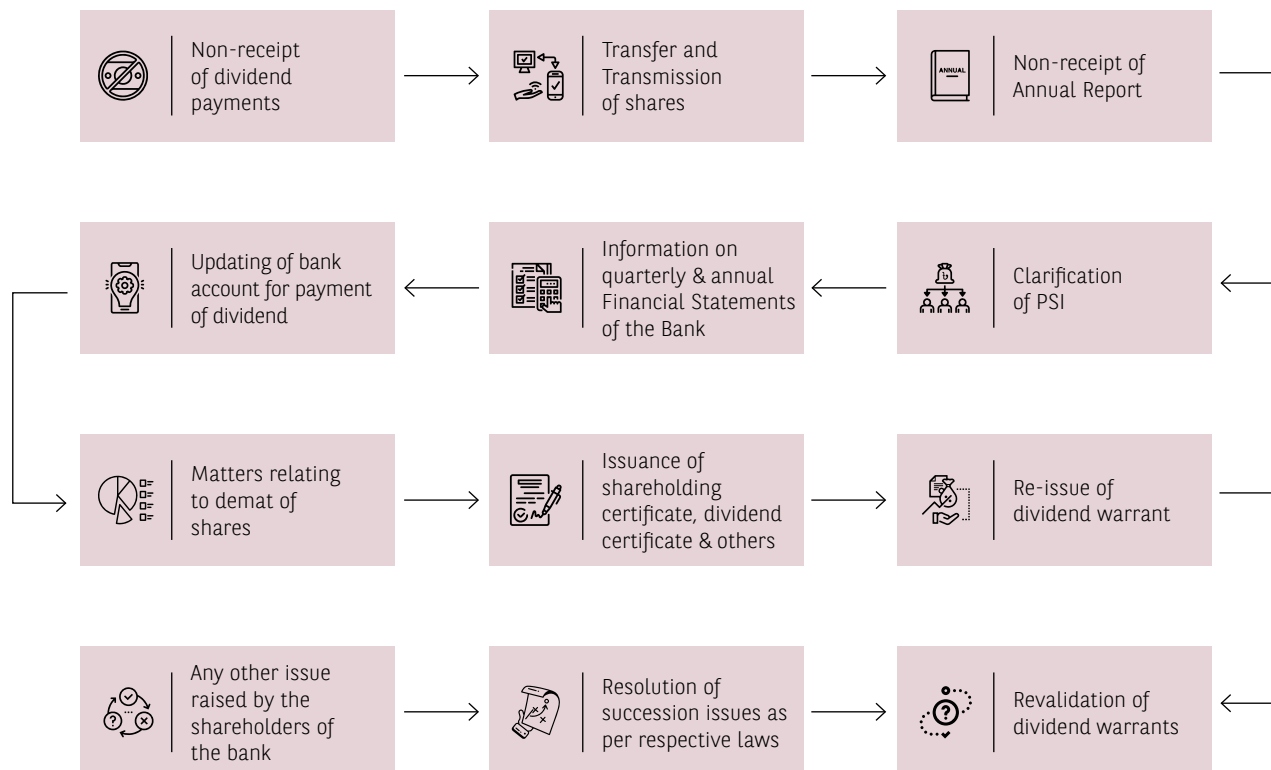 Non-receipt
of dividend
payments
Transfer and
Transmission
of shares
ANNUAL
Non-receipt of
Annual Report
Updating of bank
account for payment
of dividend
Information on
quarterly & annual
Financial Statements
of the Bank
৳
Clarification
of PSI
Matters relating
to demat of
shares
Issuance of
shareholding
certificate, dividend
certificate & others
%
Re-issue of
dividend warrant
?
Any other issue
raised by the
shareholders of
the bank
Resolution of
succession issues as
per respective laws
?
Revalidation of
dividend warrants